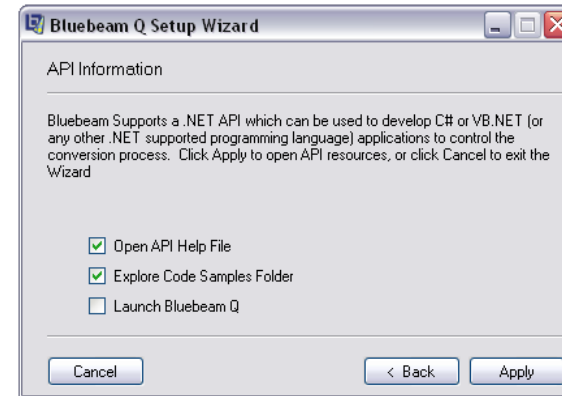 Bluebeam Q Setup Wizard
API Information
Bluebeam Supports a .NET API which can be used to develop C# or VB.NET (or
any other .NET supported programming language) applications to control the
conversion process.  Click Apply to open API resources, or click Cancel to exit the
Wizard
Open API Help File
Explore Code Samples Folder
Launch Bluebeam Q
Cancel
< Back
Apply